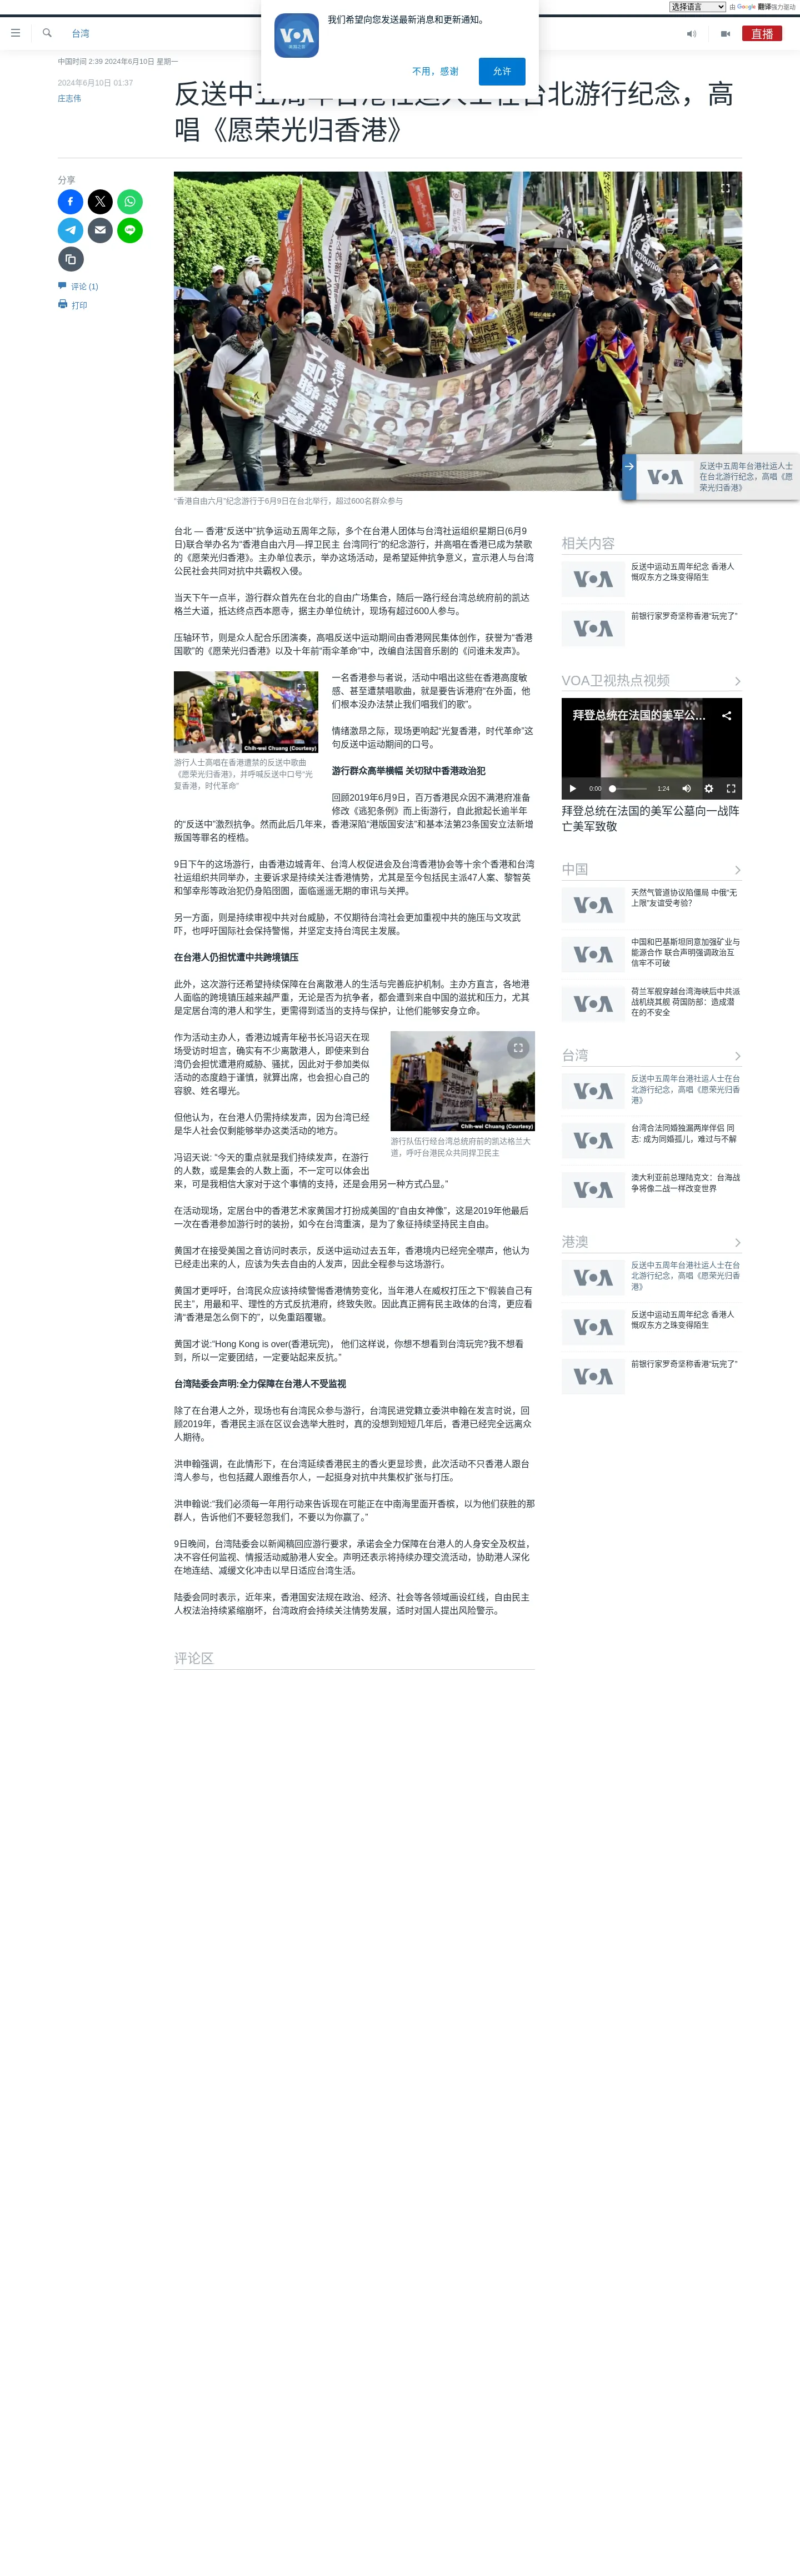 选择语言
由 Google 翻译强力驱动
VOA
美国之音
我们希望向您发送最新消息和更新通知。
不用，感谢
允许
台湾
直播
中国时间 2:39 2024年6月10日 星期一
2024年6月10日 01:37
庄志伟
反送中五周年台港社运人士在台北游行纪念，高
唱《愿荣光归香港》
分享
评论 (1)
打印
立即聯審
“香港自由六月”纪念游行于6月9日在台北举行，超过600名群众参与
VOA
反送中五周年台港社运人士
在台北游行纪念，高唱《愿
荣光归香港》
台北 — 香港“反送中”抗争运动五周年之际，多个在台港人团体与台湾社运组织星期日(6月9
日)联合举办名为“香港自由六月—捍卫民主 台湾同行”的纪念游行，并高唱在香港已成为禁歌
的《愿荣光归香港》。主办单位表示，举办这场活动，是希望延伸抗争意义，宣示港人与台湾
公民社会共同对抗中共霸权入侵。
当天下午一点半，游行群众首先在台北的自由广场集合，随后一路行经台湾总统府前的凯达
格兰大道，抵达终点西本愿寺，据主办单位统计，现场有超过600人参与。
压轴环节，则是众人配合乐团演奏，高唱反送中运动期间由香港网民集体创作，获誉为“香港
国歌”的《愿荣光归香港》以及十年前“雨伞革命”中，改编自法国音乐剧的《问谁未发声》。
Chih-wei Chuang (Courtesy)
游行人士高唱在香港遭禁的反送中歌曲
《愿荣光归香港》，并呼喊反送中口号“光
复香港，时代革命”
一名香港参与者说，活动中唱出这些在香港高度敏
感、甚至遭禁唱歌曲，就是要告诉港府“在外面，他
们根本没办法禁止我们唱我们的歌”。
情绪激昂之际，现场更响起“光复香港，时代革命”这
句反送中运动期间的口号。
游行群众高举横幅 关切狱中香港政治犯
回顾2019年6月9日，百万香港民众因不满港府准备
修改《逃犯条例》而上街游行，自此掀起长逾半年
的“反送中”激烈抗争。然而此后几年来，香港深陷“港版国安法”和基本法第23条国安立法新增
叛国等罪名的桎梏。
9日下午的这场游行，由香港边城青年、台湾人权促进会及台湾香港协会等十余个香港和台湾
社运组织共同举办，主要诉求是持续关注香港情势，尤其是至今包括民主派47人案、黎智英
和邹幸彤等政治犯仍身陷囹圄，面临遥遥无期的审讯与关押。
另一方面，则是持续审视中共对台威胁，不仅期待台湾社会更加重视中共的施压与文攻武
吓，也呼吁国际社会保持警惕，并坚定支持台湾民主发展。
在台港人仍担忧遭中共跨境镇压
此外，这次游行还希望持续保障在台离散港人的生活与完善庇护机制。主办方直言，各地港
人面临的跨境镇压越来越严重，无论是否为抗争者，都会遭到来自中国的滋扰和压力，尤其
是定居台湾的港人和学生，更需得到适当的支持与保护，让他们能够安身立命。
作为活动主办人，香港边城青年秘书长冯诏天在现
场受访时坦言，确实有不少离散港人，即使来到台
湾仍会担忧遭港府威胁、骚扰，因此对于参加类似
活动的态度趋于谨慎，就算出席，也会担心自己的
容貌、姓名曝光。
Chih-wei Chuang (Courtesy)
游行队伍行经台湾总统府前的凯达格兰大
道，呼吁台港民众共同捍卫民主
但他认为，在台港人仍需持续发声，因为台湾已经
是华人社会仅剩能够举办这类活动的地方。
冯诏天说: “今天的重点就是我们持续发声，在游行
的人数，或是集会的人数上面，不一定可以体会出
来，可是我相信大家对于这个事情的支持，还是会用另一种方式凸显。”
在活动现场，定居台中的香港艺术家黄国才打扮成美国的“自由女神像”，这是2019年他最后
一次在香港参加游行时的装扮，如今在台湾重演，是为了象征持续坚持民主自由。
黄国才在接受美国之音访问时表示，反送中运动过去五年，香港境内已经完全噤声，他认为
已经走出来的人，应该为失去自由的人发声，因此全程参与这场游行。
黄国才更呼吁，台湾民众应该持续警惕香港情势变化，当年港人在威权打压之下“假装自己有
民主”，用最和平、理性的方式反抗港府，终致失败。因此真正拥有民主政体的台湾，更应看
清“香港是怎么倒下的”，以免重蹈覆辙。
黄国才说:“Hong Kong is over(香港玩完)， 他们这样说，你想不想看到台湾玩完?我不想看
到，所以一定要团结，一定要站起来反抗。”
台湾陆委会声明:全力保障在台港人不受监视
除了在台港人之外，现场也有台湾民众参与游行，台湾民进党籍立委洪申翰在发言时说，回
顾2019年，香港民主派在区议会选举大胜时，真的没想到短短几年后，香港已经完全远离众
人期待。
洪申翰强调，在此情形下，在台湾延续香港民主的香火更显珍贵，此次活动不只香港人跟台
湾人参与，也包括藏人跟维吾尔人，一起挺身对抗中共集权扩张与打压。
洪申翰说:“我们必须每一年用行动来告诉现在可能正在中南海里面开香槟，以为他们获胜的那
群人，告诉他们不要轻忽我们，不要以为你赢了。”
9日晚间，台湾陆委会以新闻稿回应游行要求，承诺会全力保障在台港人的人身安全及权益，
决不容任何监视、情报活动威胁港人安全。声明还表示将持续办理交流活动，协助港人深化
在地连结、减缓文化冲击以早日适应台湾生活。
陆委会同时表示，近年来，香港国安法规在政治、经济、社会等各领域画设红线，自由民主
人权法治持续紧缩崩坏，台湾政府会持续关注情势发展，适时对国人提出风险警示。
评论区
相关内容
VOA
反送中运动五周年纪念 香港人
慨叹东方之珠变得陌生
VOA
前银行家罗奇坚称香港“玩完了”
VOA卫视热点视频
拜登总统在法国的美军公...
0:00
1:24
拜登总统在法国的美军公墓向一战阵
亡美军致敬
中国
VOA
天然气管道协议陷僵局 中俄“无
上限”友谊受考验？
VOA
中国和巴基斯坦同意加强矿业与
能源合作 联合声明强调政治互
信牢不可破
VOA
荷兰军舰穿越台湾海峡后中共派
战机绕其舰 荷国防部：造成潜
在的不安全
台湾
VOA
反送中五周年台港社运人士在台
北游行纪念，高唱《愿荣光归香
港》
VOA
台湾合法同婚独漏两岸伴侣 同
志: 成为同婚孤儿，难过与不解
VOA
澳大利亚前总理陆克文：台海战
争将像二战一样改变世界
港澳
VOA
反送中五周年台港社运人士在台
北游行纪念，高唱《愿荣光归香
港》
VOA
反送中运动五周年纪念 香港人
慨叹东方之珠变得陌生
VOA
前银行家罗奇坚称香港“玩完了”